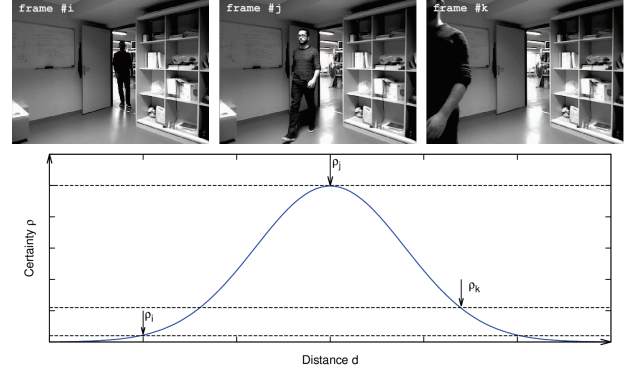 frame #i
frame #j
frame #k
ρj
ρk
ρi
Certainty ρ
Distance d